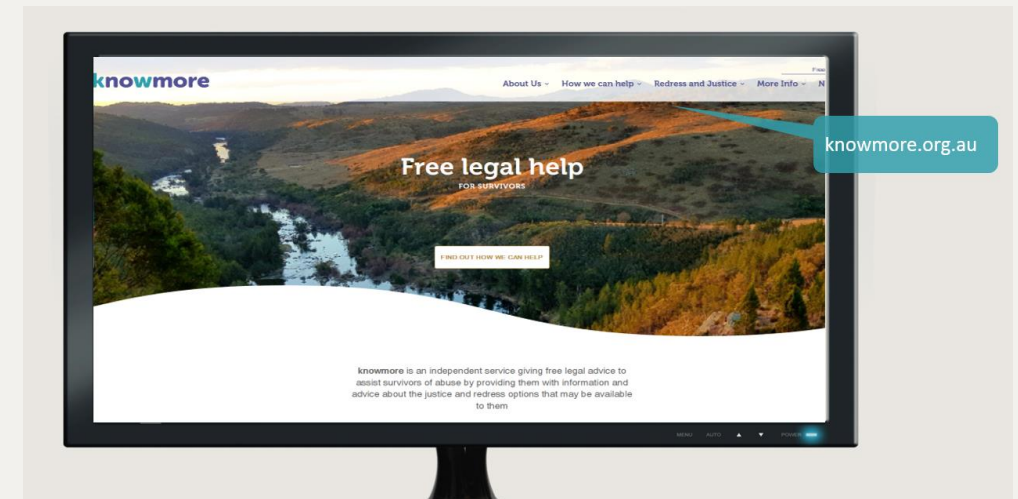 Free
knowmore
About Us How we can help Redress and Justice More Info N
knowmore.org.au
Free legal help
FOR SURVIVORS
FIND OUT HOW WE CAN HELP
knowmore is an independent service giving free legal advice to
assist survivors of abuse by providing them with information and
advice about the justice and redress options that may be available
to them
MENU AUTO ▲ ▼ POWER